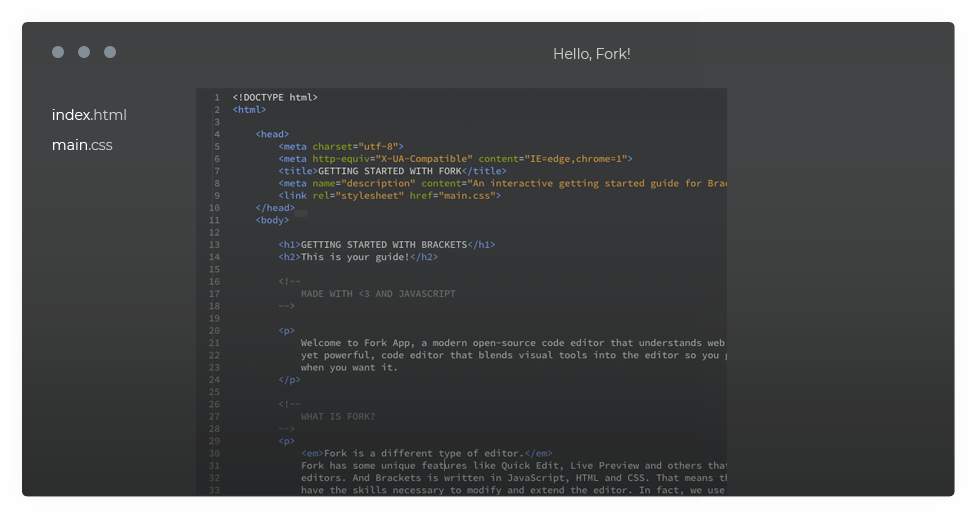 Hello, Fork!
index.html
main.css
1 <!DOCTYPE html>
2 <html>
3
4 <head>
5 <meta charset="utf-8">
6 <meta http-equiv="X-UA-Compatible" content="IE=edge,chrome=1">
7 <title>GETTING STARTED WITH FORK</title>
8 <meta name="description" content="An interactive getting started guide for Brac
9 <link rel="stylesheet" href="main.css">
10 </head>
11 <body>
12
13 <h1>GETTING STARTED WITH BRACKETS</h1>
14 <h2>This is your guide!</h2>
15
16 <!--
17 MADE WITH <3 AND JAVASCRIPT
18 -->
19
20 <p>
21 Welcome to Fork App, a modern open-source code editor that understands web
22 yet powerful, code editor that blends visual tools into the editor so you
23 when you want it.
24 </p>
25
26 <!--
27 WHAT IS FORK?
28 -->
29 <p>
30 <em>Fork is a different type of editor.</em>
31 Fork has some unique features like Quick Edit, Live Preview and others that
32 editors. And Brackets is written in JavaScript, HTML and CSS. That means
33 have the skills necessary to modify and extend the editor. In fact, we use